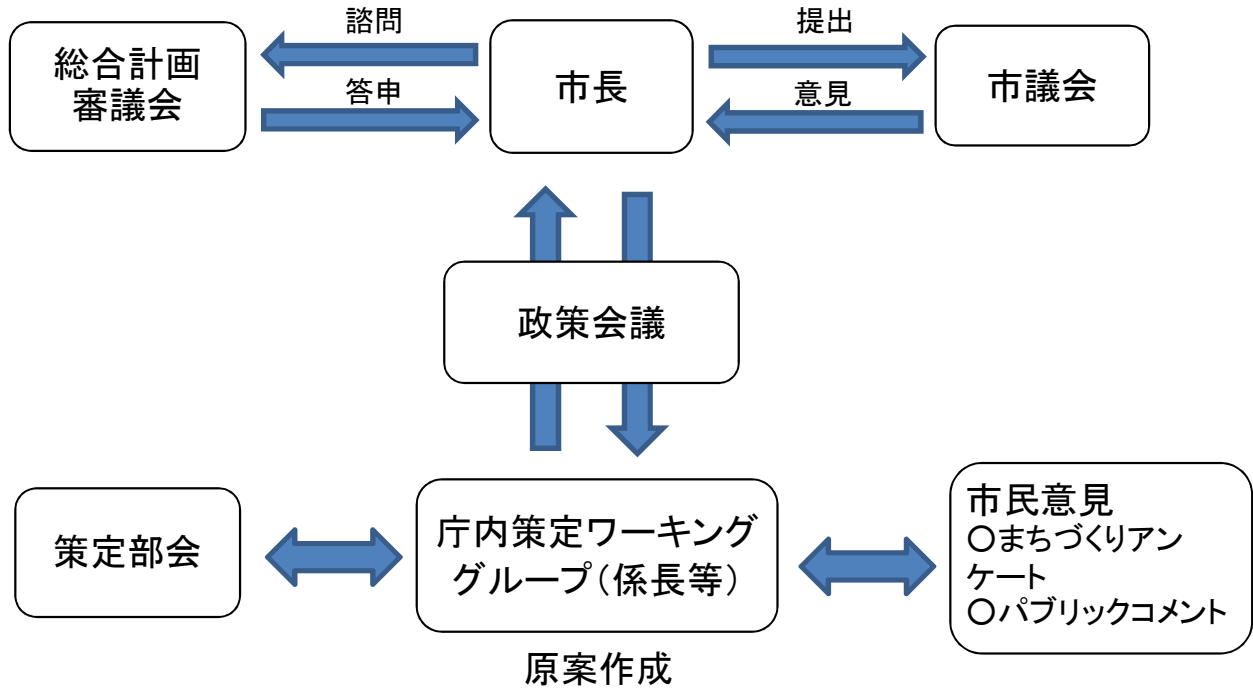 諮問
提出
総合計画
審議会
市長
市議会
答申
意見
政策会議
策定部会
庁内策定ワーキング
グループ（係長等）
市民意見
○まちづくりアン
ケート
○パブリックコメント
原案作成